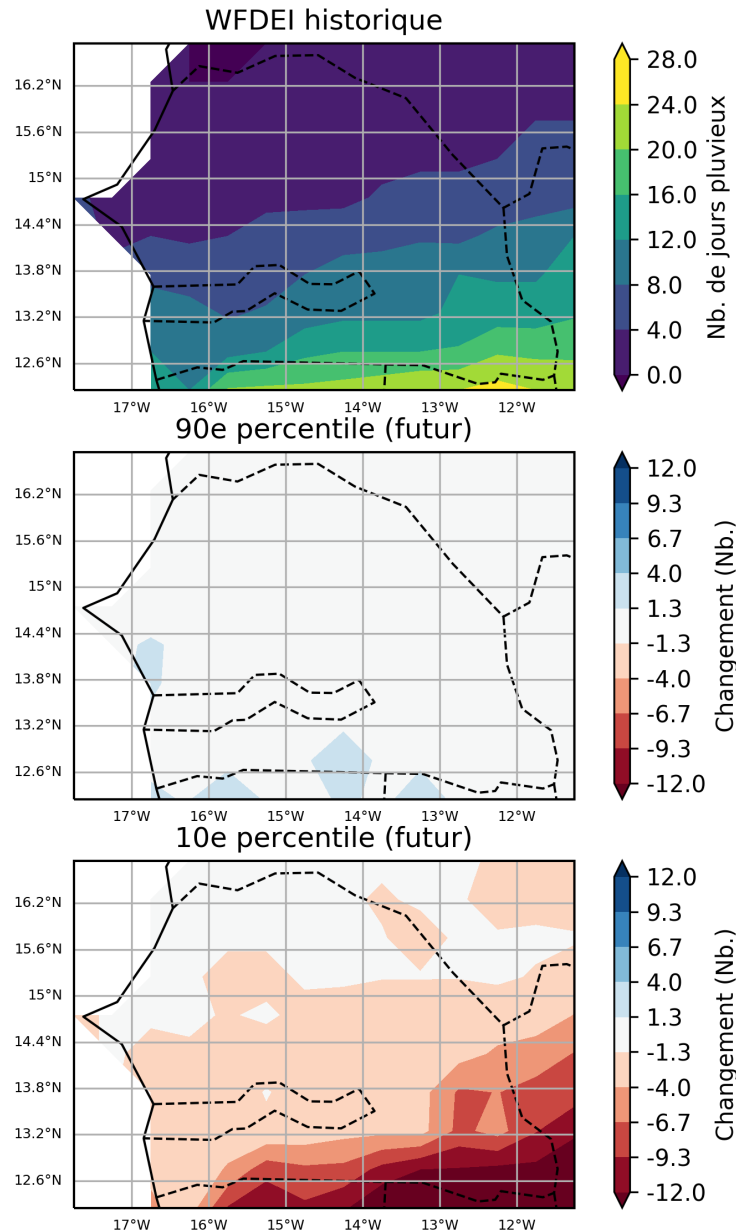 WFDEI historique
16.2°N
15.6°N
15°N
14.4°N
13.8°N
13.2°N
12.6°N
17°W 16°W 15°W 14°W 13°W 12°W
28.0
24.0
20.0
16.0
12.0
8.0
4.0
0.0
Nb. de jours pluvieux
90e percentile (futur)
16.2°N
15.6°N
15°N
14.4°N
13.8°N
13.2°N
12.6°N
17°W 16°W 15°W 14°W 13°W 12°W
12.0
9.3
6.7
4.0
1.3
-1.3
-4.0
-6.7
-9.3
-12.0
Changement (Nb.)
10e percentile (futur)
16.2°N
15.6°N
15°N
14.4°N
13.8°N
13.2°N
12.6°N
17°W 16°W 15°W 14°W 13°W 12°W
12.0
9.3
6.7
4.0
1.3
-1.3
-4.0
-6.7
-9.3
-12.0
Changement (Nb.)